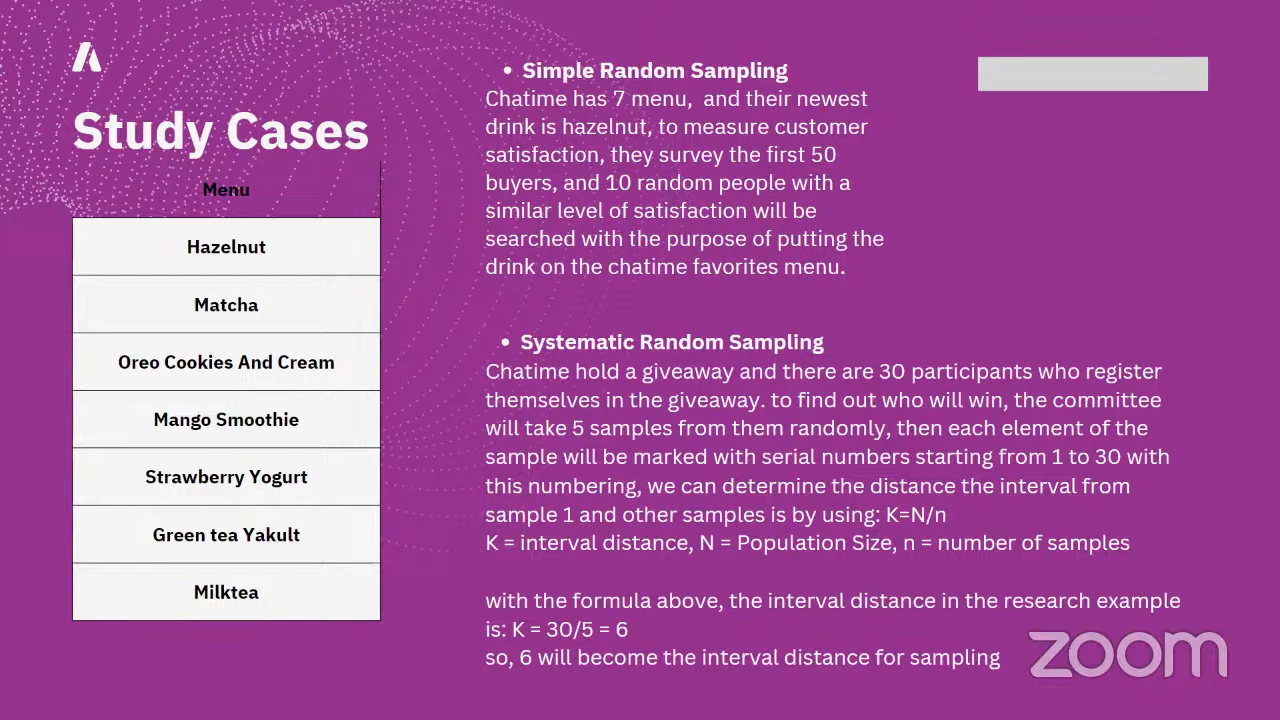 Study Cases
Menu
Hazelnut
Matcha
Oreo Cookies And Cream
Mango Smoothie
Strawberry Yogurt
Green tea Yakult
Milktea
• Simple Random Sampling
Chatime has 7 menu, and their newest
drink is hazelnut, to measure customer
satisfaction, they survey the first 50
buyers, and 10 random people with a
similar level of satisfaction will be
searched with the purpose of putting the
drink on the chatime favorites menu.
• Systematic Random Sampling
Chatime hold a giveaway and there are 30 participants who register
themselves in the giveaway. to find out who will win, the committee
will take 5 samples from them randomly, then each element of the
sample will be marked with serial numbers starting from 1 to 30 with
this numbering, we can determine the distance the interval from
sample 1 and other samples is by using: K=N/n
K = interval distance, N = Population Size, n = number of samples
with the formula above, the interval distance in the research example
is: K = 30/5 = 6
so, 6 will become the interval distance for sampling
zoom